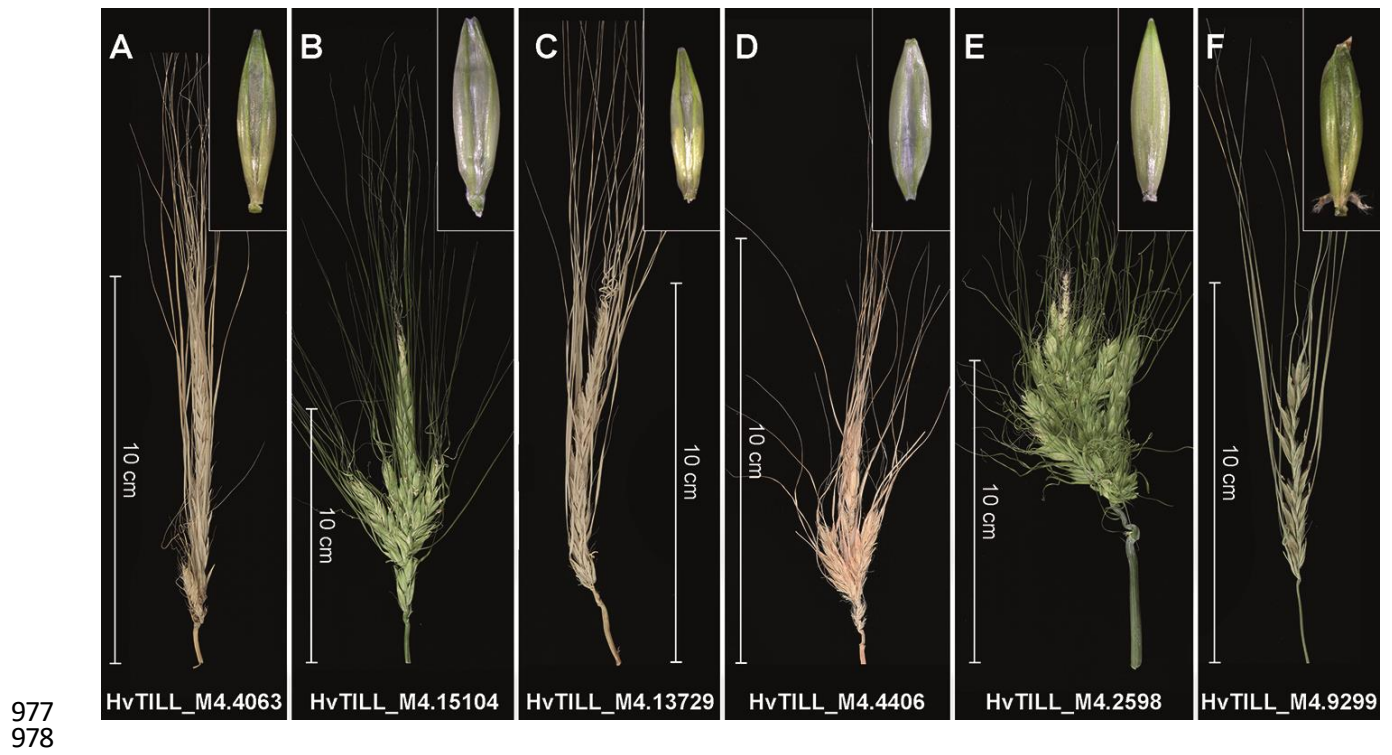 A
B
C
D
E
F
10 cm
10 cm
10 cm
10 cm
10 cm
10 cm
HvTILL_M4.4063
HvTILL_M4.15104
HvTILL_M4.13729
HvTILL_M4.4406
HvTILL_M4.2598
HvTILL_M4.9299
977
978